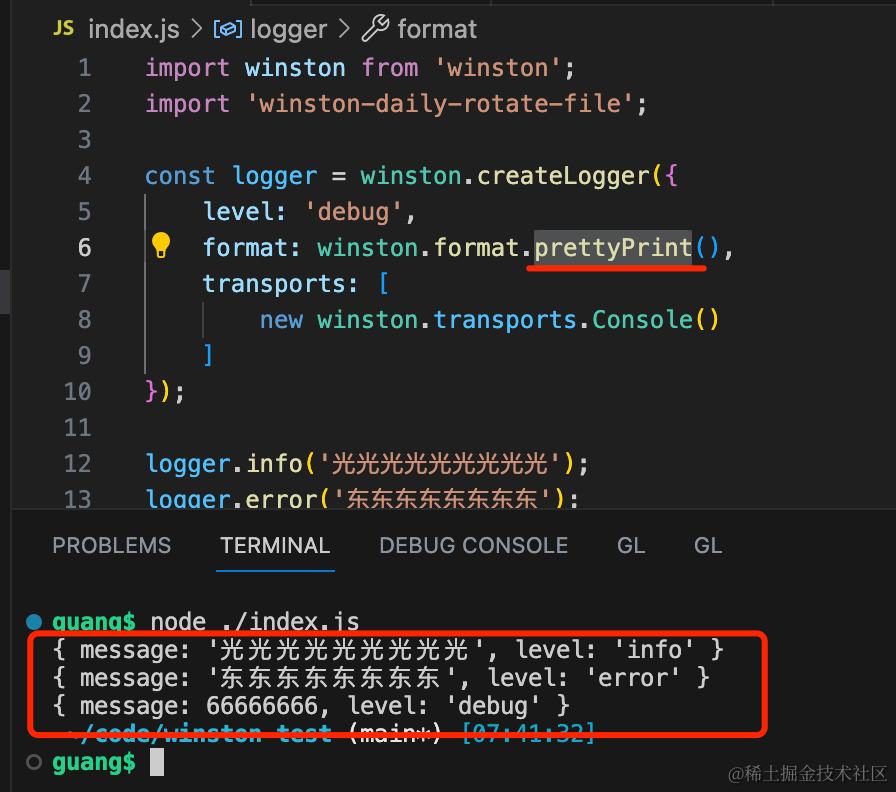 JS index.js > logger > format
1 import winston from 'winston';
2 import 'winston-daily-rotate-file';
3
4 const logger = winston.createLogger({
5 level: 'debug',
6 format: winston.format.prettyPrint(),
7 transports: [
8 new winston.transports.Console()
9 ]
10 });
11
12 logger.info('光光光光光光光光光');
13 logger.error('东东东东东东东东');
PROBLEMS TERMINAL DEBUG CONSOLE GL GL
guang$ node ./index.js
{ message: '光光光光光光光光光', level: 'info' }
{ message: '东东东东东东东东', level: 'error' }
{ message: 66666666, level: 'debug' }
~/code/winston-test (main*) [07:41:32]
guang$
@稀土掘金技术社区